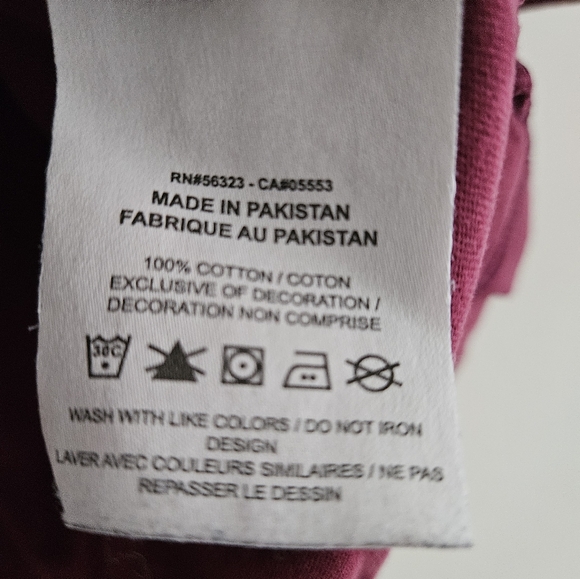 RN#56323 - CA#05553
MADE IN PAKISTAN
FABRIQUE AU PAKISTAN
100% COTTON / COTON
EXCLUSIVE OF DECORATION /
DECORATION NON COMPRISE
30C
WASH WITH LIKE COLORS / DO NOT IRON
DESIGN
LAVER AVEC COULEURS SIMILAIRES / NE PAS
REPASSER LE DESSIN